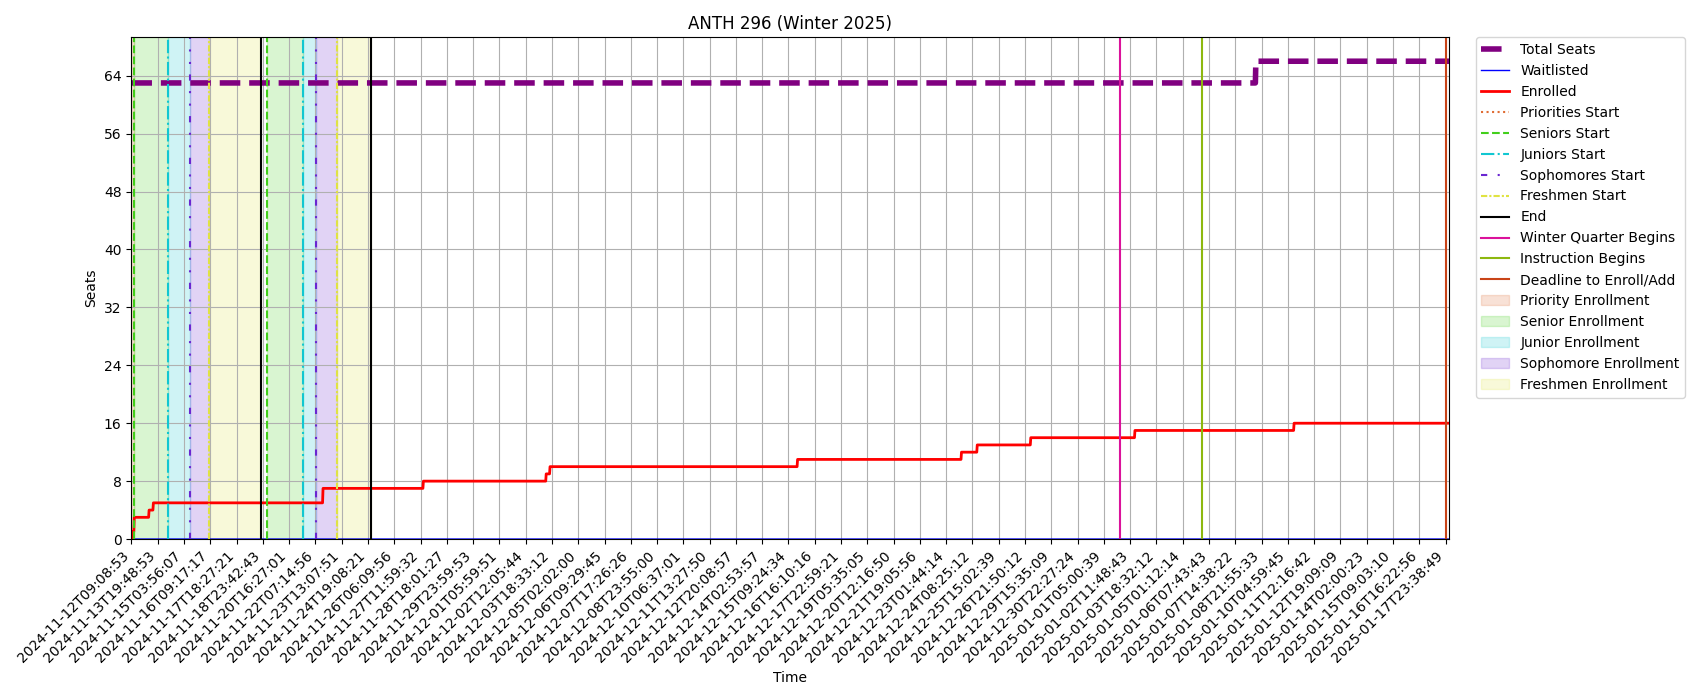 ANTH 296 (Winter 2025)
64
56
48
40
32
24
16
8
0
Seats
2024-11-12T09:08:53
2024-11-13T19:48:53
2024-11-15T03:56:07
2024-11-16T09:17:17
2024-11-17T18:27:21
2024-11-18T23:42:43
2024-11-20T16:27:01
2024-11-22T07:14:56
2024-11-23T13:07:51
2024-11-24T19:08:21
2024-11-26T06:09:56
2024-11-27T11:59:32
2024-11-28T18:01:27
2024-11-29T23:59:53
2024-12-01T05:59:51
2024-12-02T12:05:44
2024-12-03T18:33:12
2024-12-05T02:02:00
2024-12-06T09:29:45
2024-12-07T17:26:26
2024-12-08T23:55:00
2024-12-10T06:37:01
2024-12-11T13:27:50
2024-12-12T20:08:57
2024-12-14T02:53:57
2024-12-15T09:24:34
2024-12-16T16:10:16
2024-12-17T22:59:21
2024-12-19T05:35:05
2024-12-20T12:16:50
2024-12-21T19:05:56
2024-12-23T01:44:14
2024-12-24T08:25:12
2024-12-25T15:02:39
2024-12-26T21:50:12
2024-12-29T15:35:09
2024-12-30T22:27:24
2025-01-01T05:00:39
2025-01-02T11:48:43
2025-01-03T18:32:12
2025-01-05T01:12:14
2025-01-06T07:43:43
2025-01-07T14:38:22
2025-01-08T21:55:33
2025-01-10T04:59:45
2025-01-11T12:16:42
2025-01-12T19:09:09
2025-01-14T02:00:23
2025-01-15T09:03:10
2025-01-16T16:22:56
2025-01-17T23:38:49
Time
Total Seats
Waitlisted
Enrolled
Priorities Start
Seniors Start
Juniors Start
Sophomores Start
Freshmen Start
End
Winter Quarter Begins
Instruction Begins
Deadline to Enroll/Add
Priority Enrollment
Senior Enrollment
Junior Enrollment
Sophomore Enrollment
Freshmen Enrollment